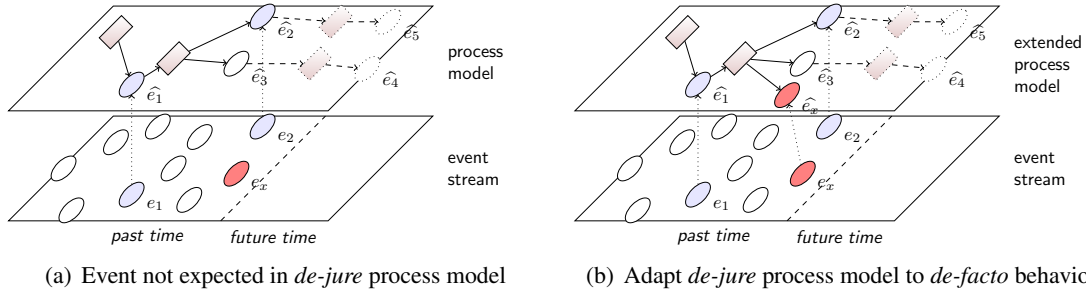 ê₂
ê₅
process
model
ê₃
ê₄
ê₁
e₂
eₓ
event
stream
e₁
past time
future time
(a) Event not expected in de-jure process model
ê₂
ê₅
extended
process
model
ê₃
ê₄
ê₁
êₓ
e₂
eₓ
event
stream
e₁
past time
future time
(b) Adapt de-jure process model to de-facto behavio